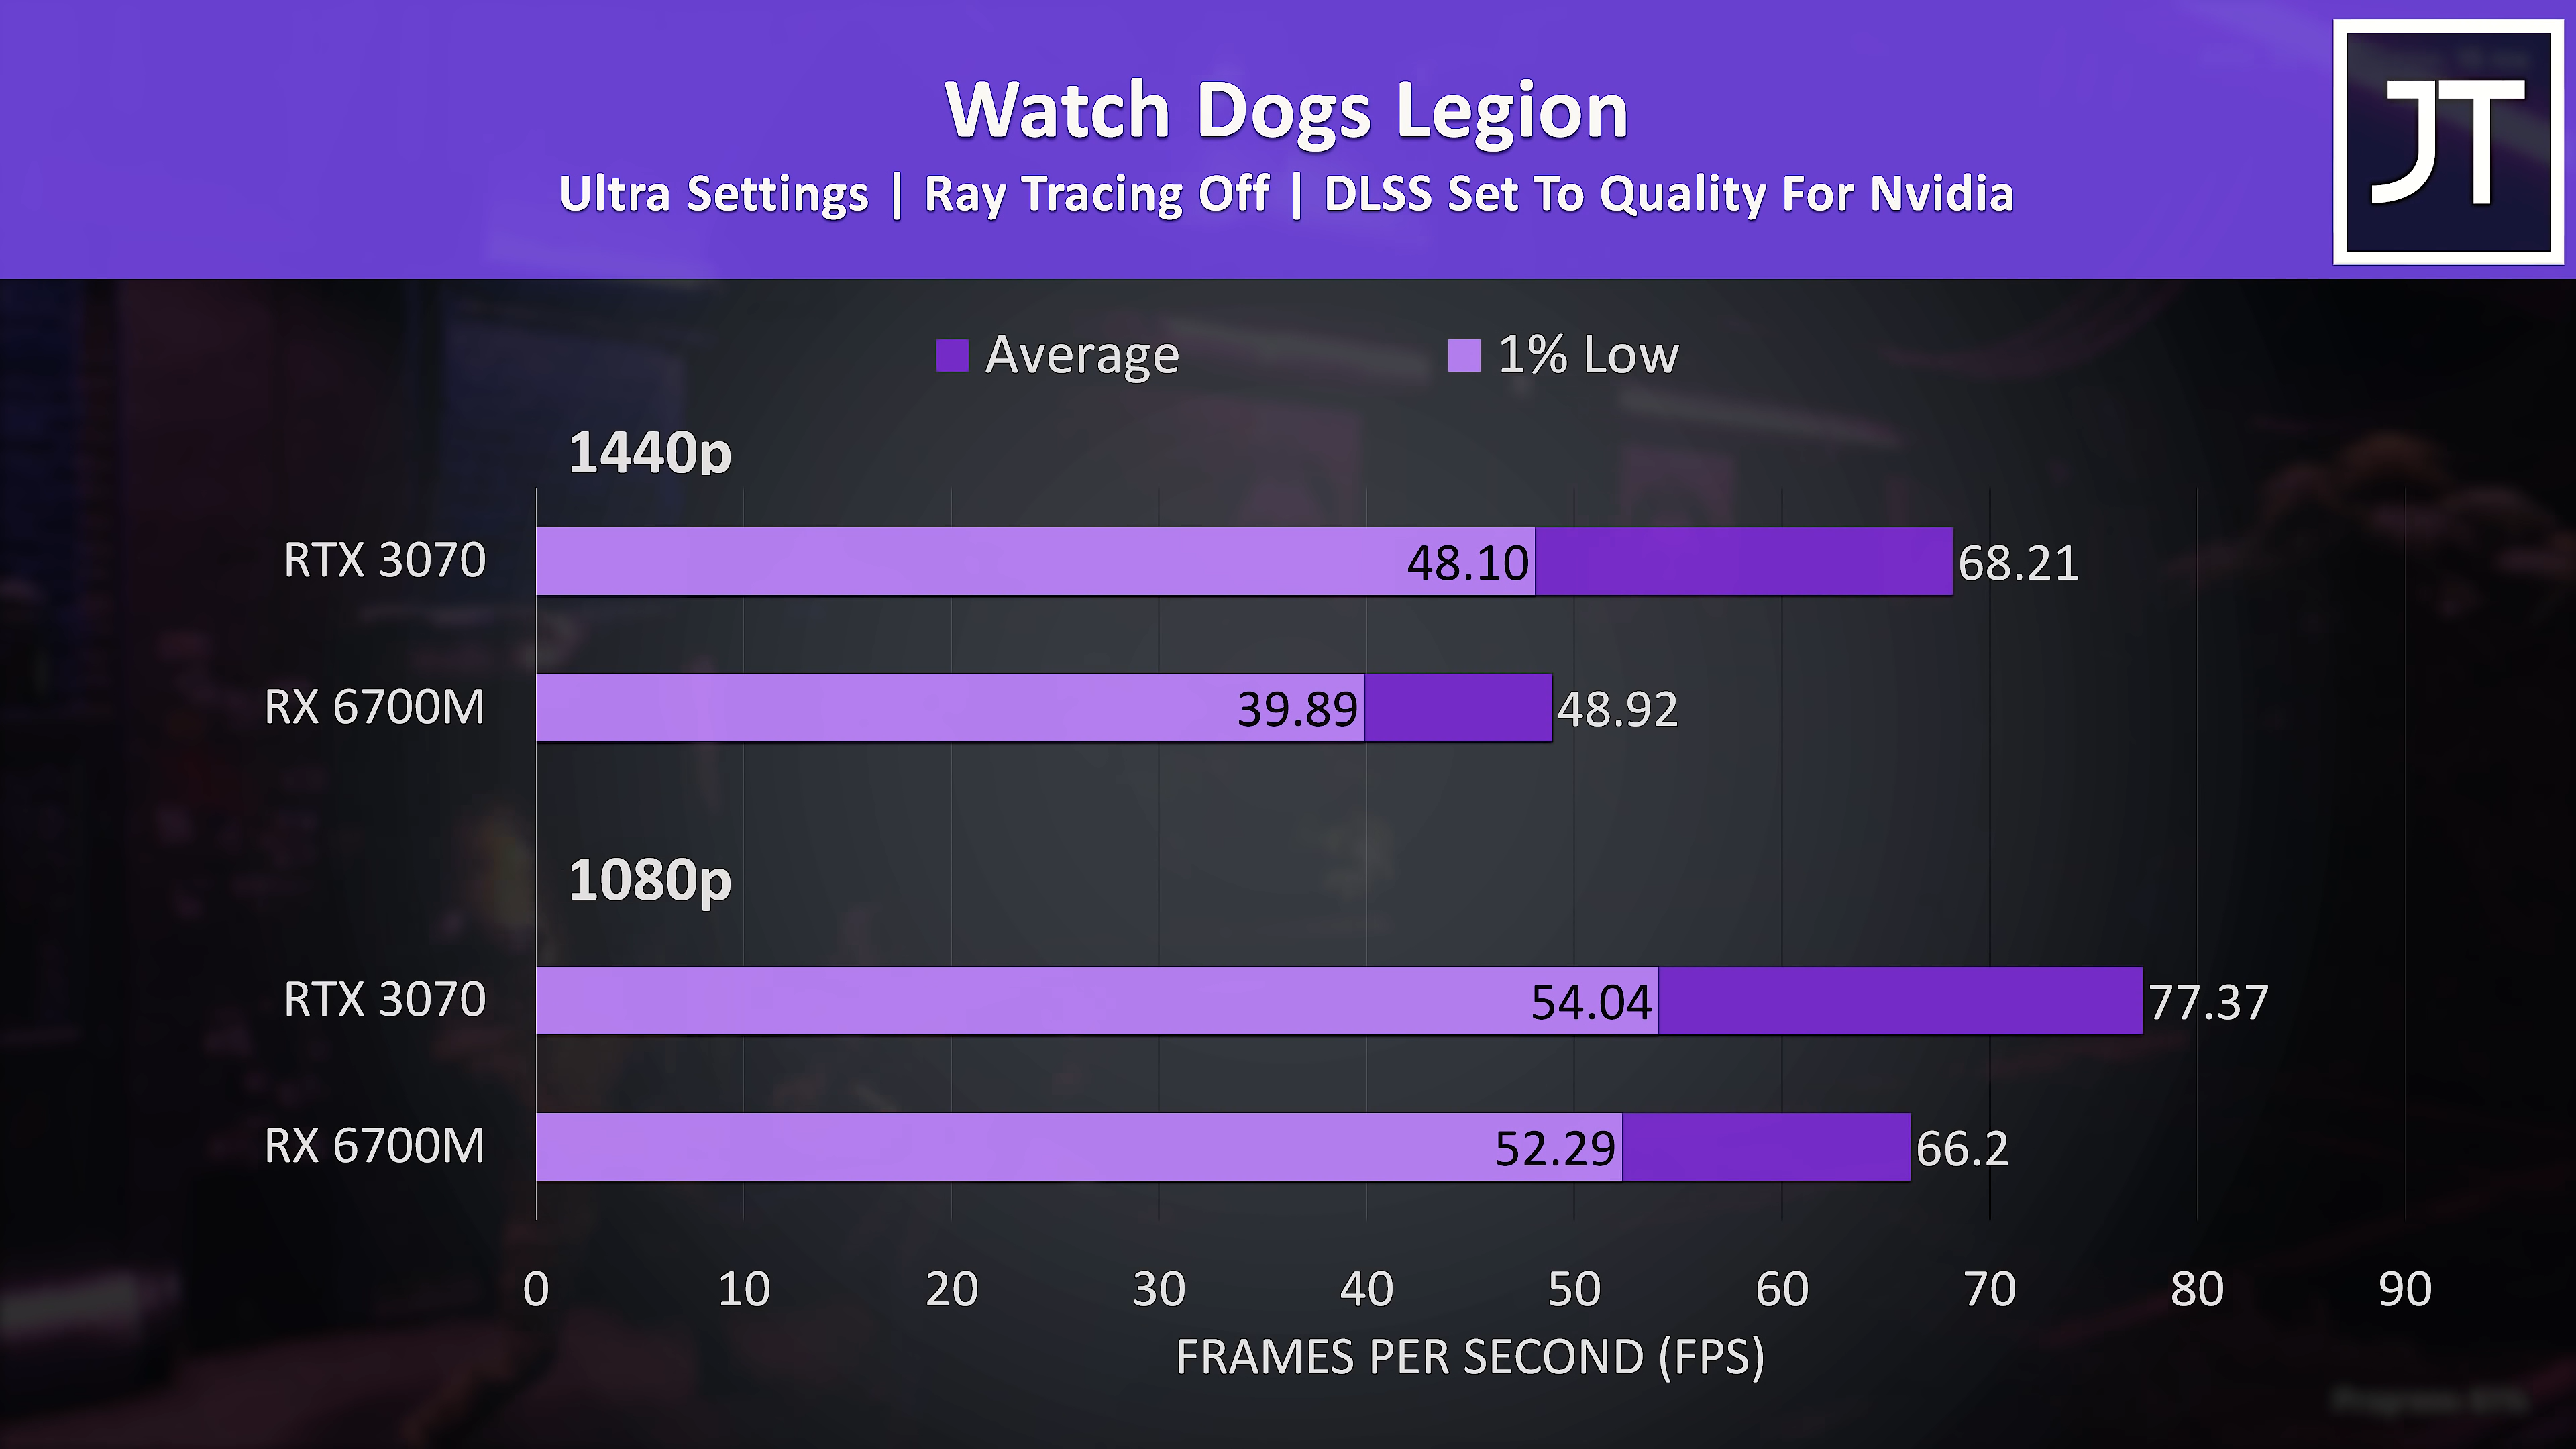 Watch Dogs Legion
Ultra Settings | Ray Tracing Off | DLSS Set To Quality For Nvidia
JT
Average 1% Low
1440p
RTX 3070 48.10 68.21
RX 6700M 39.89 48.92
1080p
RTX 3070 54.04 77.37
RX 6700M 52.29 66.2
0 10 20 30 40 50 60 70 80 90
FRAMES PER SECOND (FPS)